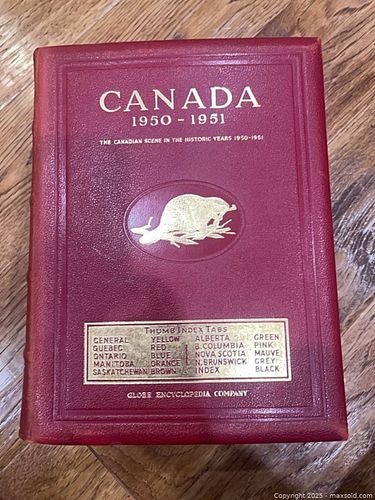 CANADA
1950 - 1951
THE CANADIAN SCENE IN THE HISTORIC YEARS 1950-1951
THUMB INDEX TABS
GENERAL YELLOW ALBERTA GREEN
QUEBEC RED B. COLUMBIA PINK
ONTARIO BLUE NOVA SCOTIA MAUVE
MANITOBA ORANGE N. BRUNSWICK GREY
SASKATCHEWAN BROWN INDEX BLACK
GLOBE ENCYCLOPEDIA COMPANY
Copyright 2025 - maxsold.com